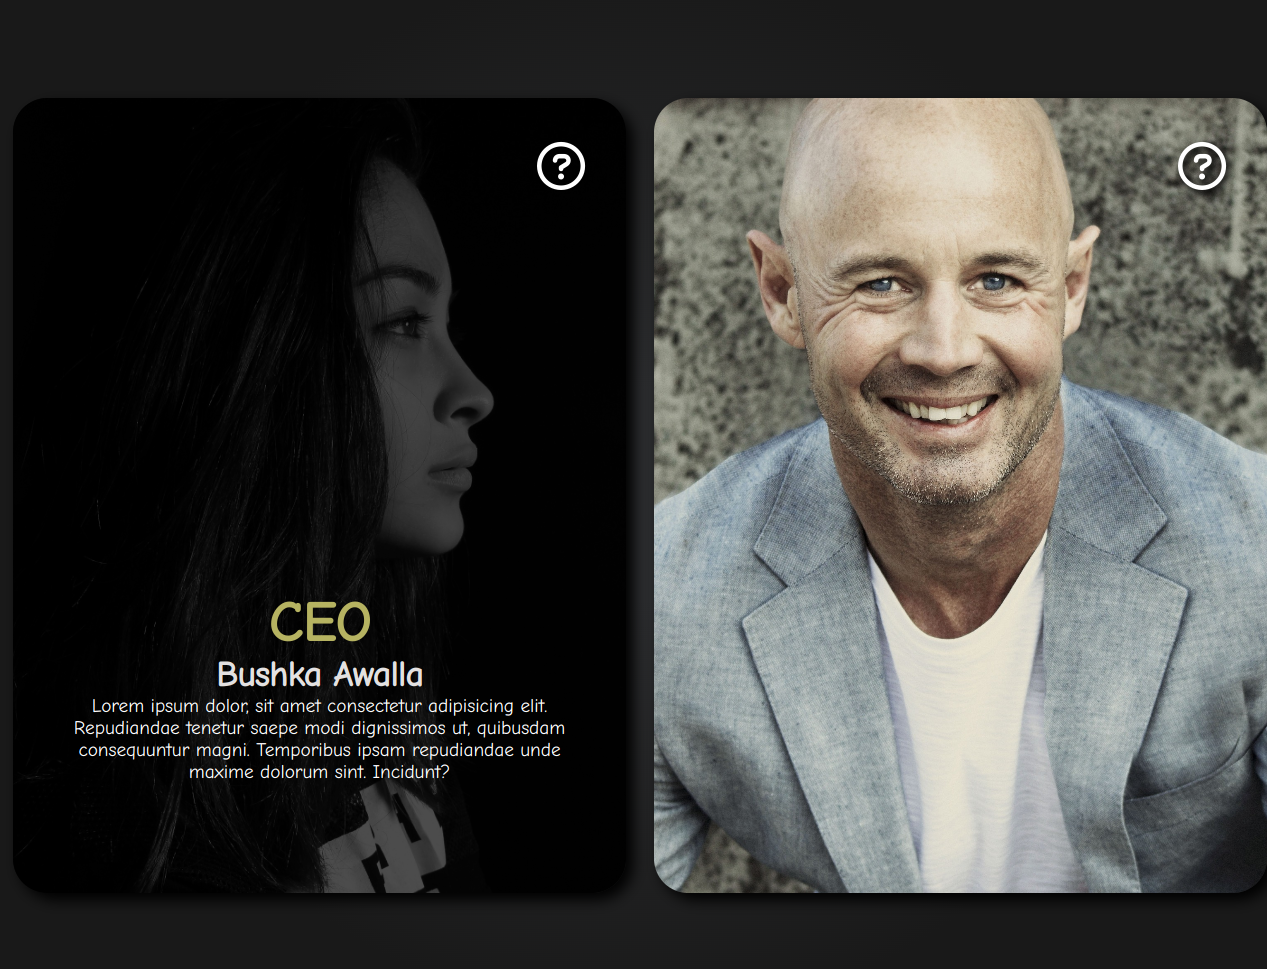 ?
?
CEO
Bushka Awalla
Lorem ipsum dolor, sit amet consectetur adipisicing elit.
Repudiandae tenetur saepe modi dignissimos ut, quibusdam
consequuntur magni. Temporibus ipsam repudiandae unde
maxime dolorum sint. Incidunt?